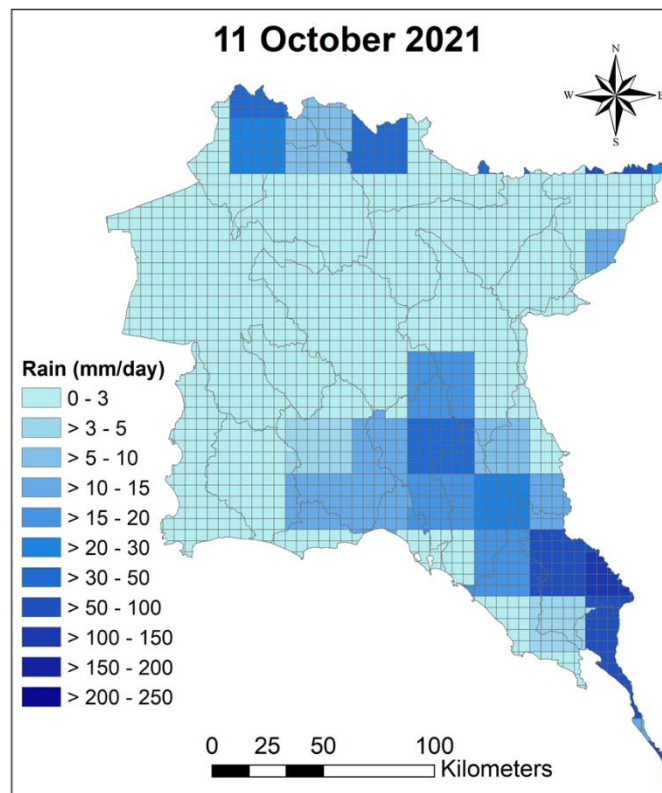 11 October 2021
N
W E
S
Rain (mm/day)
0 - 3
> 3 - 5
> 5 - 10
> 10 - 15
> 15 - 20
> 20 - 30
> 30 - 50
> 50 - 100
> 100 - 150
> 150 - 200
> 200 - 250
0 25 50 100
Kilometers